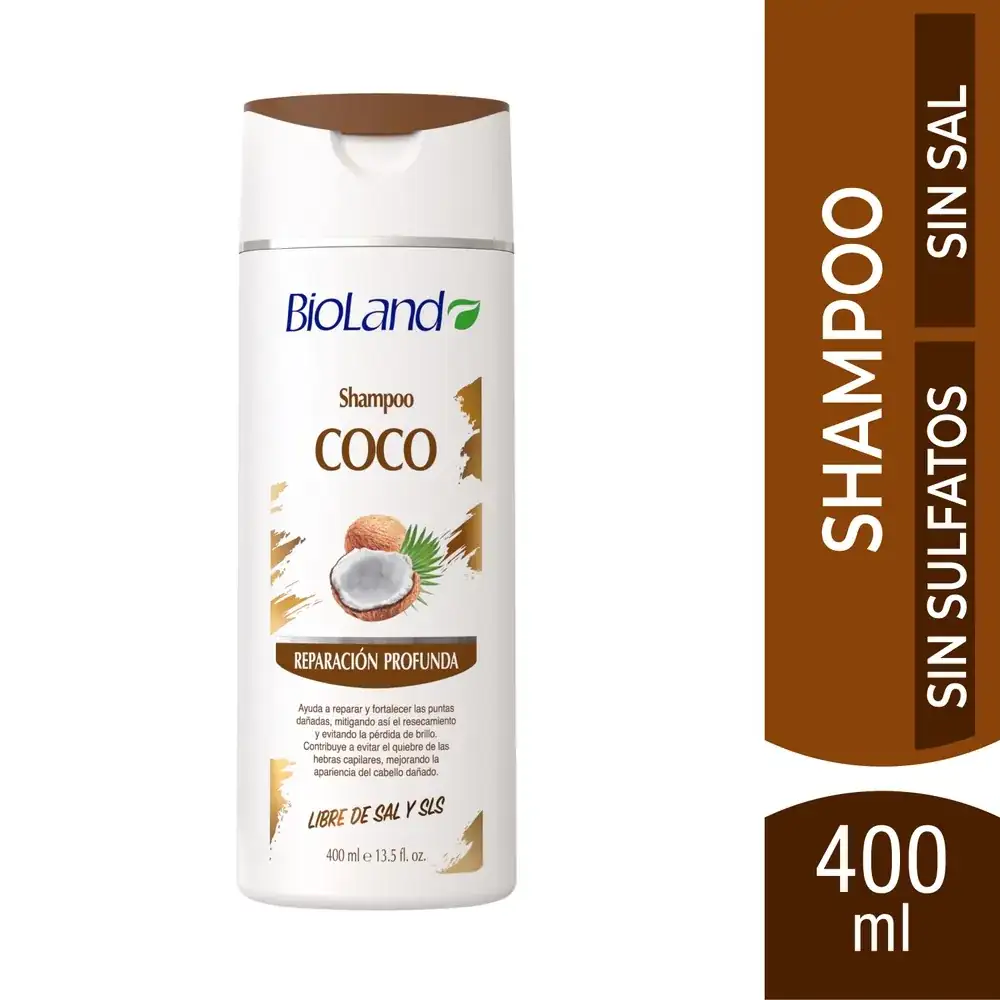 BioLand
Shampoo
COCO
REPARACIÓN PROFUNDA
Ayuda a reparar y fortalecer las puntas
dañadas, mitigando así el resecamiento
y evitando la pérdida de brillo.
Contribuye a evitar el quiebre de las
hebras capilares, mejorando la
apariencia del cabello dañado.
LIBRE DE SAL Y SLS
400 ml e 13.5 fl. oz.
SHAMPOO
SIN SAL
SIN SULFATOS
400
ml